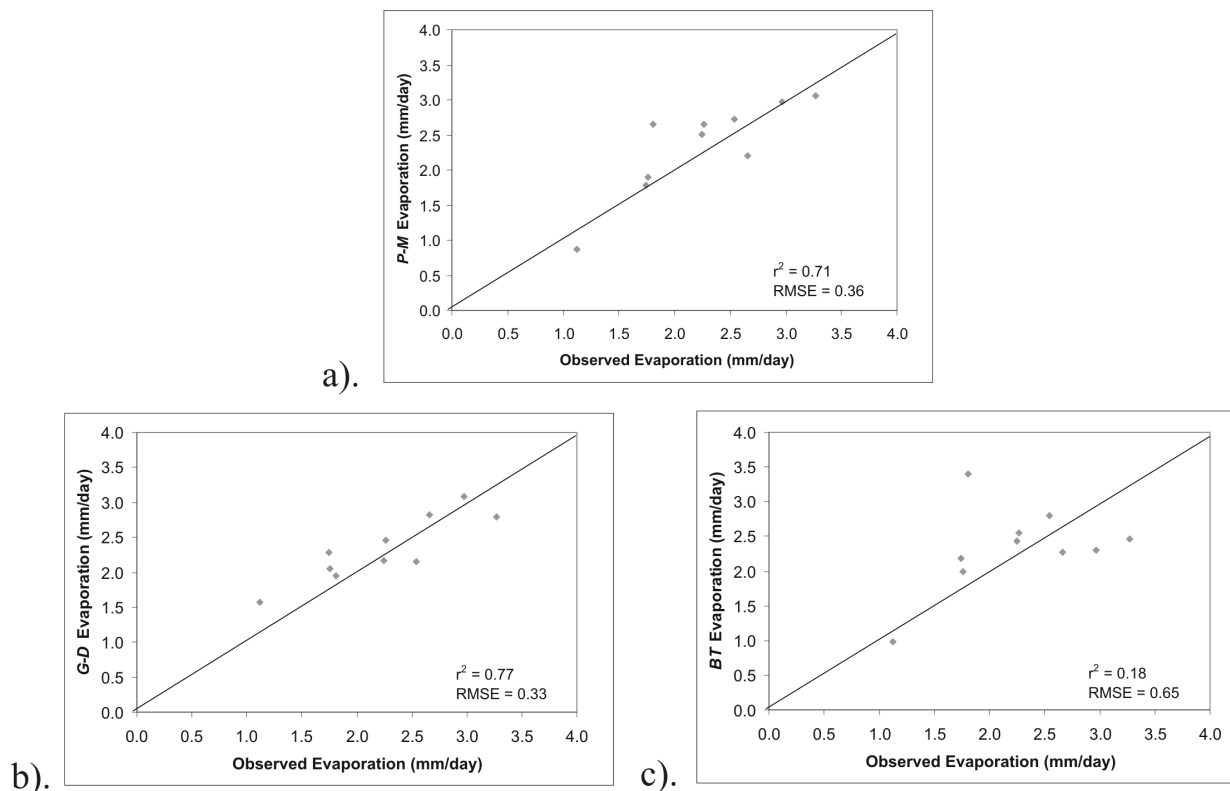 4.0
3.5
3.0
2.5
2.0
1.5
1.0
0.5
0.0
P-M Evaporation (mm/day)
r² = 0.71
RMSE = 0.36
0.0 0.5 1.0 1.5 2.0 2.5 3.0 3.5 4.0
Observed Evaporation (mm/day)
a).
4.0
3.5
3.0
2.5
2.0
1.5
1.0
0.5
0.0
G-D Evaporation (mm/day)
r² = 0.77
RMSE = 0.33
0.0 0.5 1.0 1.5 2.0 2.5 3.0 3.5 4.0
Observed Evaporation (mm/day)
b).
4.0
3.5
3.0
2.5
2.0
1.5
1.0
0.5
0.0
BT Evaporation (mm/day)
r² = 0.18
RMSE = 0.65
0.0 0.5 1.0 1.5 2.0 2.5 3.0 3.5 4.0
Observed Evaporation (mm/day)
c).